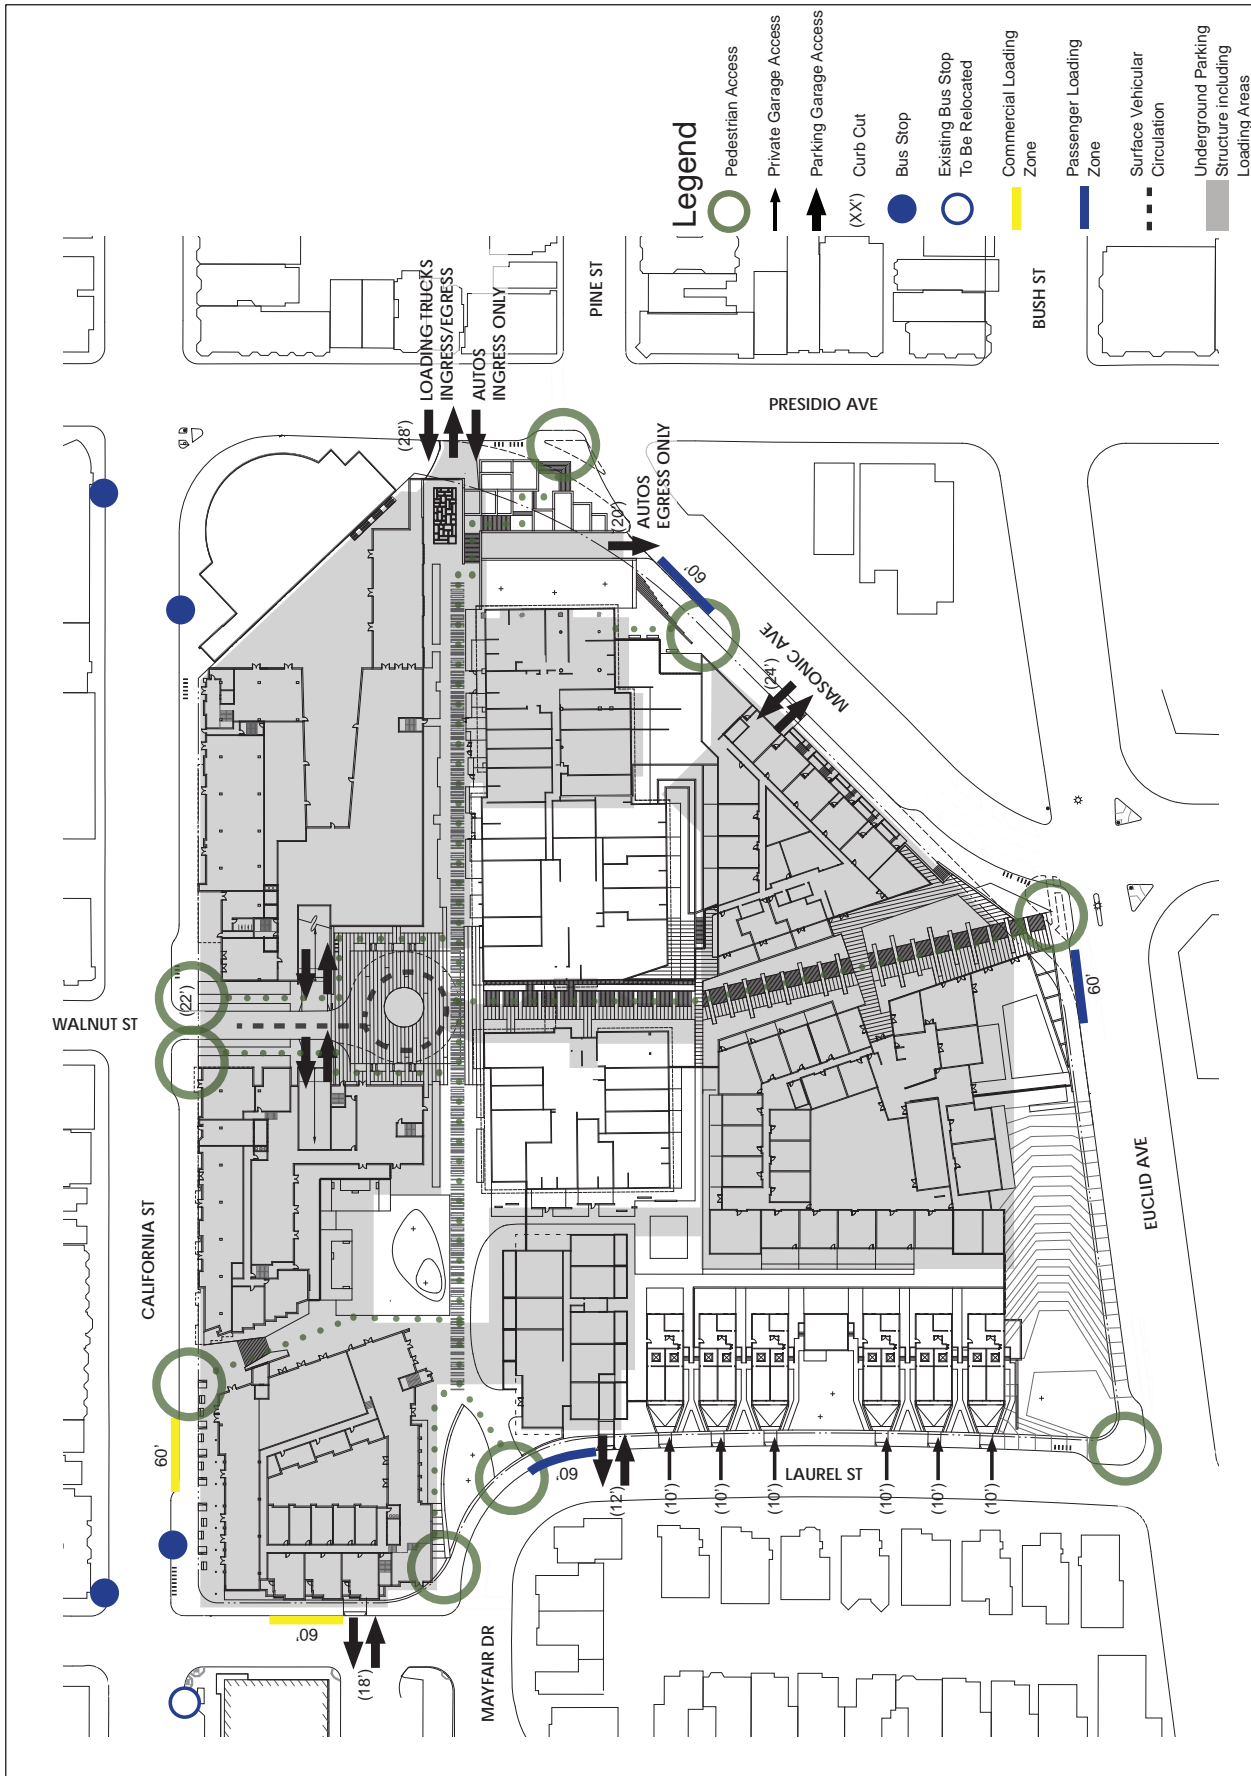 Legend
Pedestrian Access
Private Garage Access
Parking Garage Access
(XX') Curb Cut
Bus Stop
Existing Bus Stop
To Be Relocated
Commercial Loading
Zone
Passenger Loading
Zone
Surface Vehicular
Circulation
Underground Parking
Structure including
Loading Areas
PINE ST
BUSH ST
PRESIDIO AVE
LOADING TRUCKS
INGRESS/EGRESS
AUTOS
INGRESS ONLY
(28')
(20')
AUTOS
EGRESS ONLY
60'
MASONIC AVE
(24')
WALNUT ST
(22')
60'
CALIFORNIA ST
EUCLID AVE
60'
60'
(12')
(10')
(10')
(10')
LAUREL ST
(10')
(10')
(10')
60'
(18')
MAYFAIR DR